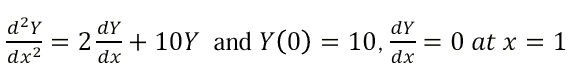 d²Y/dx² = 2 dY/dx + 10Y and Y(0) = 10, dY/dx = 0 at x = 1